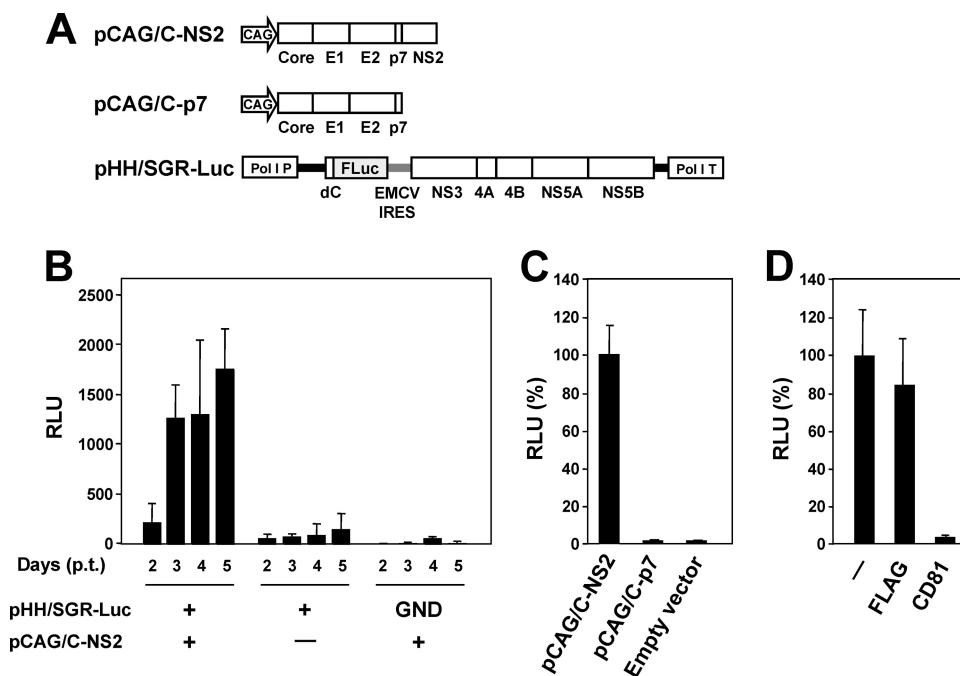 A
pCAG/C-NS2
CAG
Core E1 E2 p7 NS2
pCAG/C-p7
CAG
Core E1 E2 p7
pHH/SGR-Luc
Pol I P FLuc Pol I T
dC EMCV IRES NS3 4A 4B NS5A NS5B
B
RLU
2500
2000
1500
1000
500
0
Days (p.t.) 2 3 4 5 2 3 4 5 2 3 4 5
pHH/SGR-Luc + + GND
pCAG/C-NS2 + — +
C
RLU (%)
140
120
100
80
60
40
20
0
pCAG/C-NS2
pCAG/C-p7
Empty vector
D
RLU (%)
140
120
100
80
60
40
20
0
—
FLAG
CD81